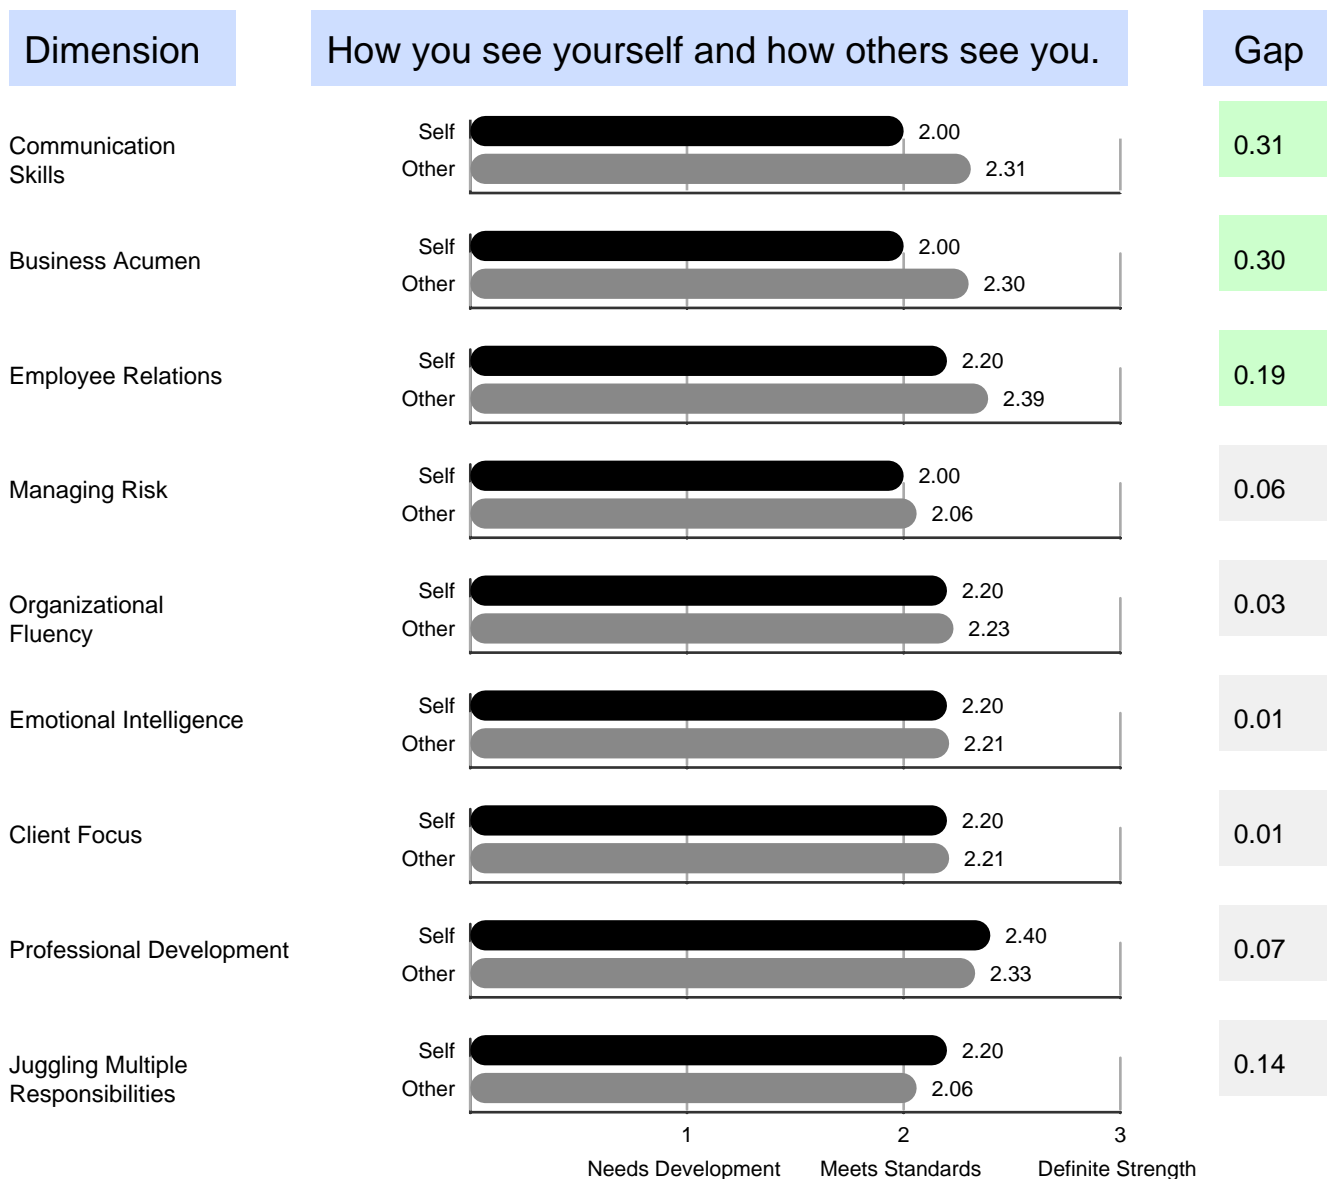 Dimension
How you see yourself and how others see you.
Gap
Communication
Skills
Self
2.00
Other
2.31
0.31
Business Acumen
Self
2.00
Other
2.30
0.30
Employee Relations
Self
2.20
Other
2.39
0.19
Managing Risk
Self
2.00
Other
2.06
0.06
Organizational
Fluency
Self
2.20
Other
2.23
0.03
Emotional Intelligence
Self
2.20
Other
2.21
0.01
Client Focus
Self
2.20
Other
2.21
0.01
Professional Development
Self
2.40
Other
2.33
0.07
Juggling Multiple
Responsibilities
Self
2.20
Other
2.06
0.14
1
2
3
Needs Development
Meets Standards
Definite Strength